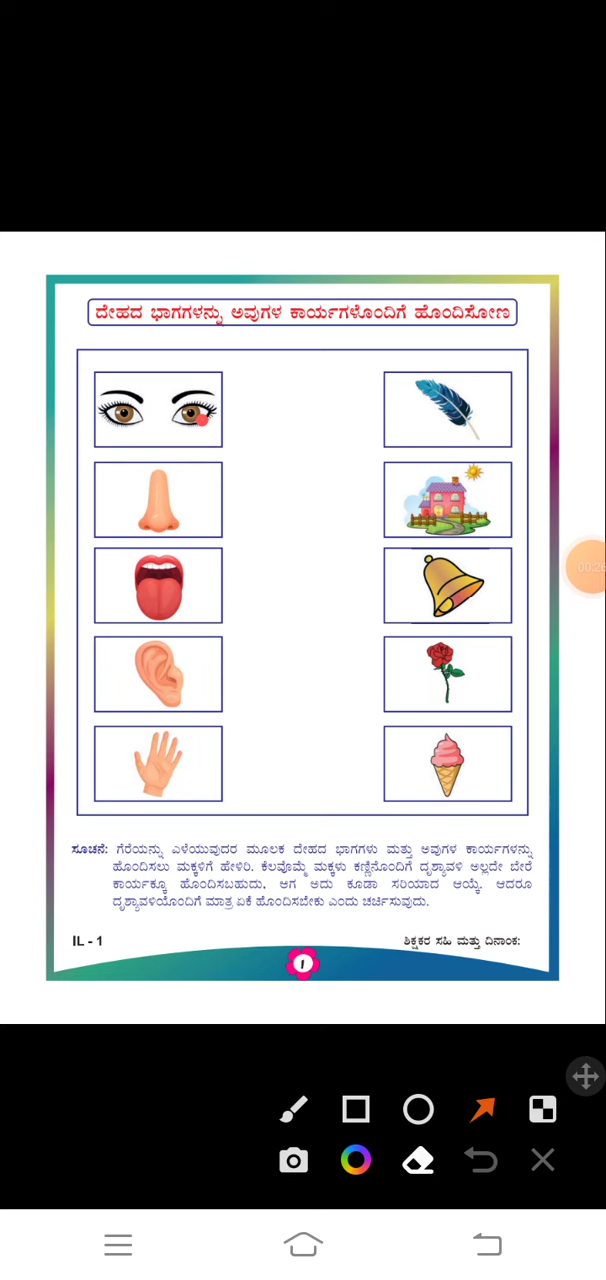 ದೇಹದ ಭಾಗಗಳನ್ನು ಅವುಗಳ ಕಾರ್ಯಗಳೊಂದಿಗೆ ಹೊಂದಿಸೋಣ
00:26
ಸೂಚನೆ: ಗೆರೆಯನ್ನು ಎಳೆಯುವುದರ ಮೂಲಕ ದೇಹದ ಭಾಗಗಳು ಮತ್ತು ಅವುಗಳ ಕಾರ್ಯಗಳನ್ನು
ಹೊಂದಿಸಲು ಮಕ್ಕಳಿಗೆ ಹೇಳಿರಿ. ಕೆಲವೊಮ್ಮೆ ಮಕ್ಕಳು ಕಣ್ಣಿನೊಂದಿಗೆ ದೃಶ್ಯಾವಳಿ ಅಲ್ಲದೇ ಬೇರೆ
ಕಾರ್ಯಕ್ಕೂ ಹೊಂದಿಸಬಹುದು, ಆಗ ಅದು ಕೂಡಾ ಸರಿಯಾದ ಆಯ್ಕೆ. ಆದರೂ
ದೃಶ್ಯಾವಳಿಯೊಂದಿಗೆ ಮಾತ್ರ ಏಕೆ ಹೊಂದಿಸಬೇಕು ಎಂದು ಚರ್ಚಿಸುವುದು.
IL - 1
ಶಿಕ್ಷಕರ ಸಹಿ ಮತ್ತು ದಿನಾಂಕ:
1